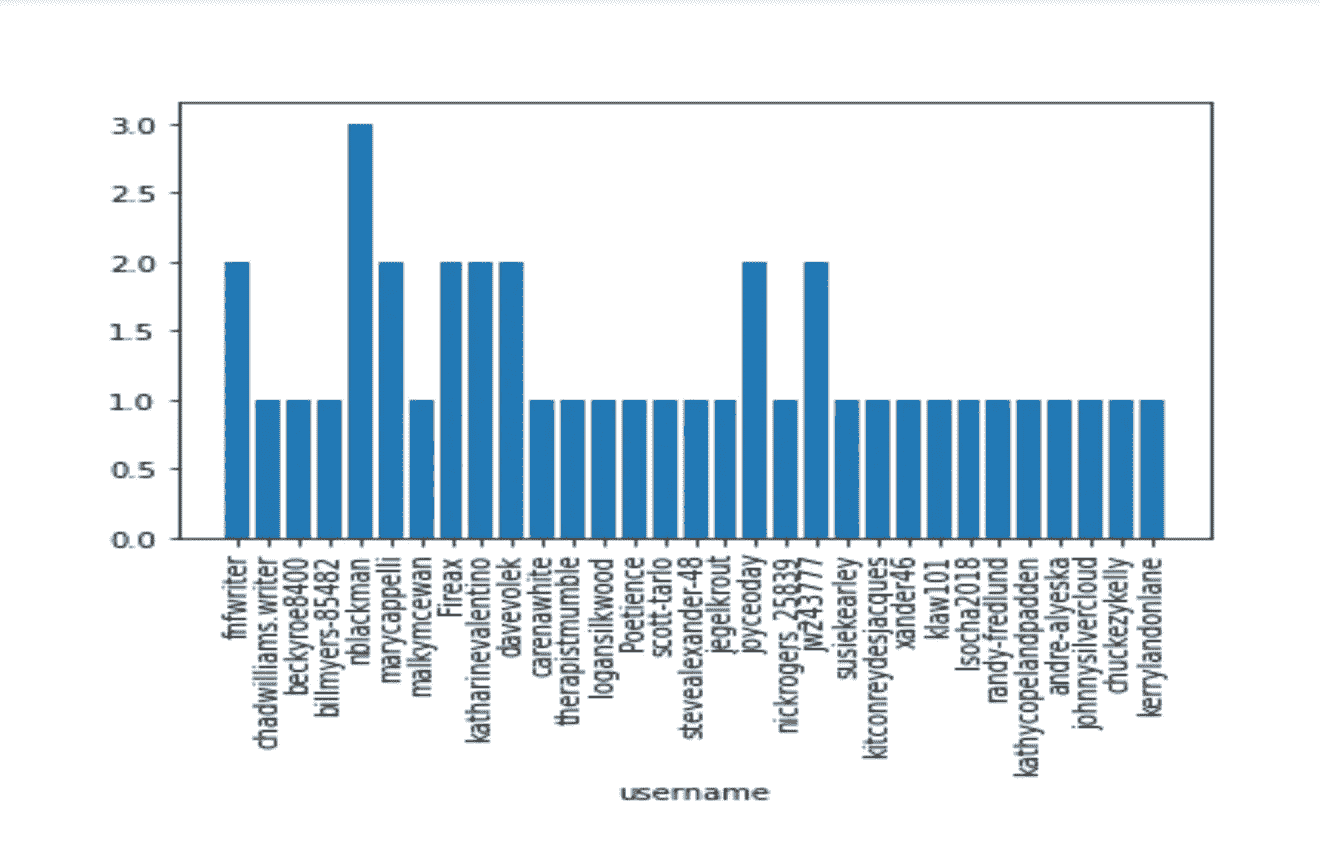 3.0
2.5
2.0
1.5
1.0
0.5
0.0
fnfwriter
chadwilliams.writer
beckyroe8400
billmyers-85482
nblackman
marycappelli
malkymcewan
Fireax
katharinevalentino
davevolek
carenawhite
therapistmumble
logansilkwood
Poetience
scott-tarlo
stevealexander-48
jegelkrout
joyceoday
nickrogers_25839
susiekearley
kitconreydesjacques
xander46
klaw101
randy-fredlund
kathycopelandpadden
andre-alyeska
johnnysilvercloud
chuckezykelly
kerrylandonlane
username